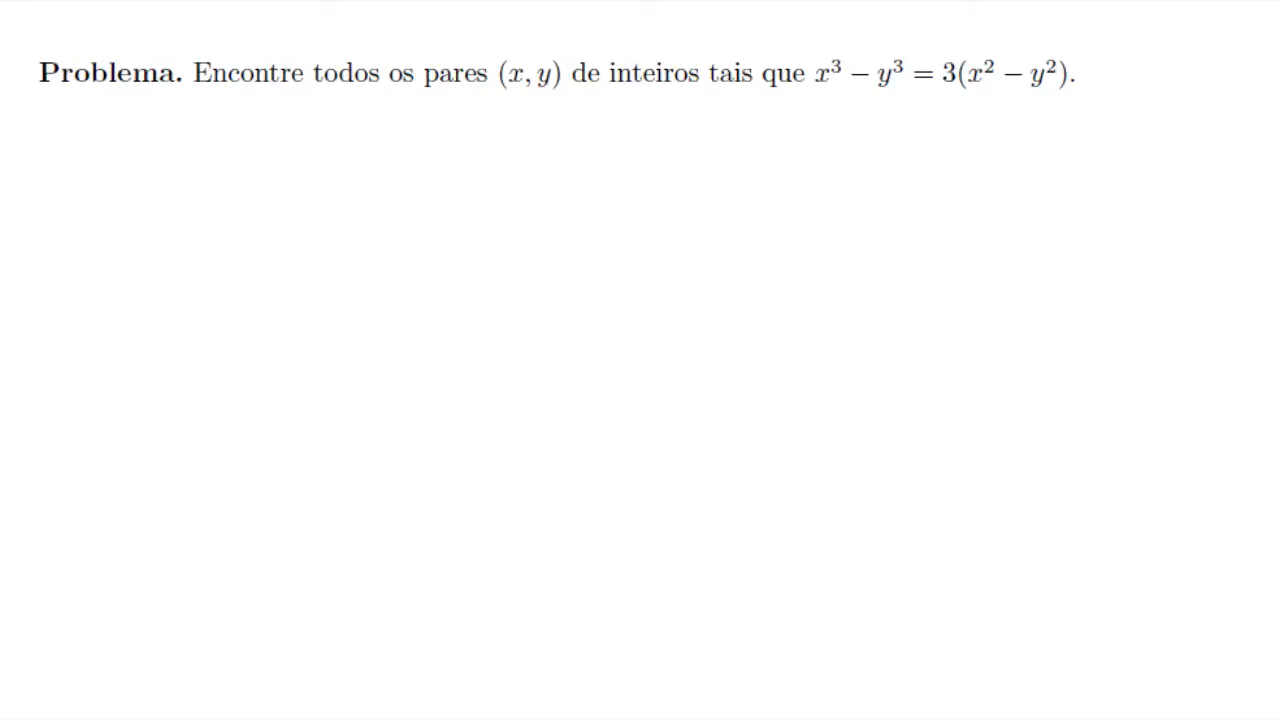 Problema. Encontre todos os pares (x, y) de inteiros tais que x³ − y³ = 3(x² − y²).